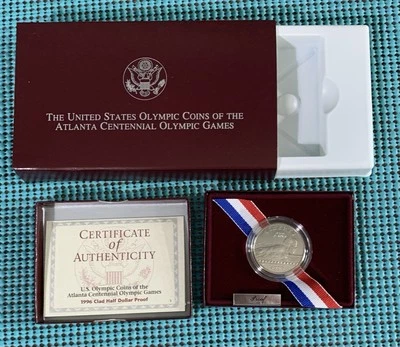 THE UNITED STATES OLYMPIC COINS OF THE
ATLANTA CENTENNIAL OLYMPIC GAMES
CERTIFICATE
of
AUTHENTICITY
U.S. Olympic Coins of the
Atlanta Centennial Olympic Games
1996 Clad Half Dollar Proof
Proof